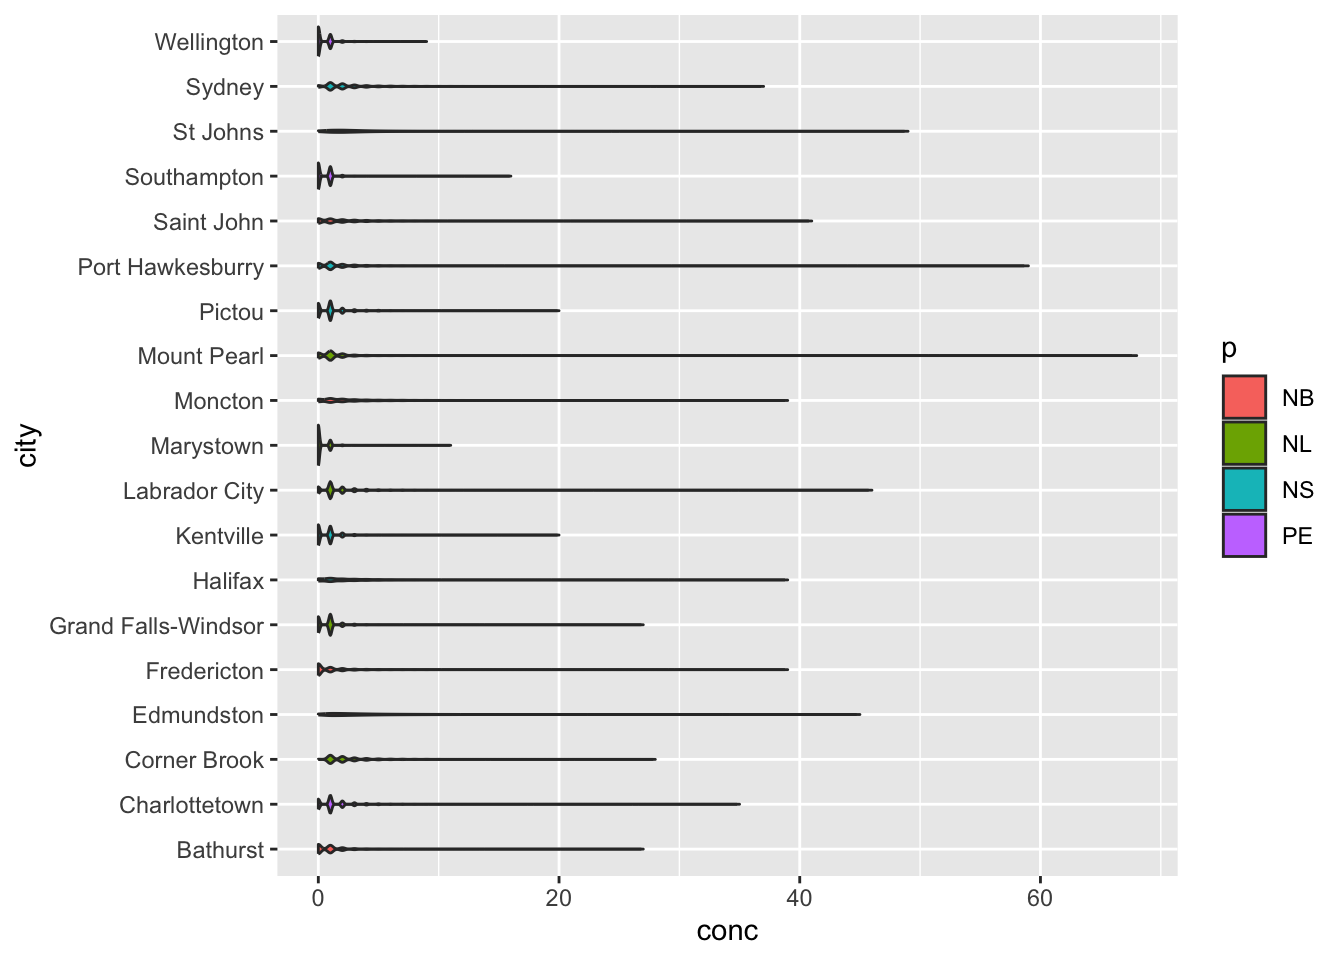 Wellington
Sydney
St Johns
Southampton
Saint John
Port Hawkesburry
Pictou
Mount Pearl
Moncton
Marystown
Labrador City
Kentville
Halifax
Grand Falls-Windsor
Fredericton
Edmundston
Corner Brook
Charlottetown
Bathurst
city
0 20 40 60
conc
p
NB
NL
NS
PE